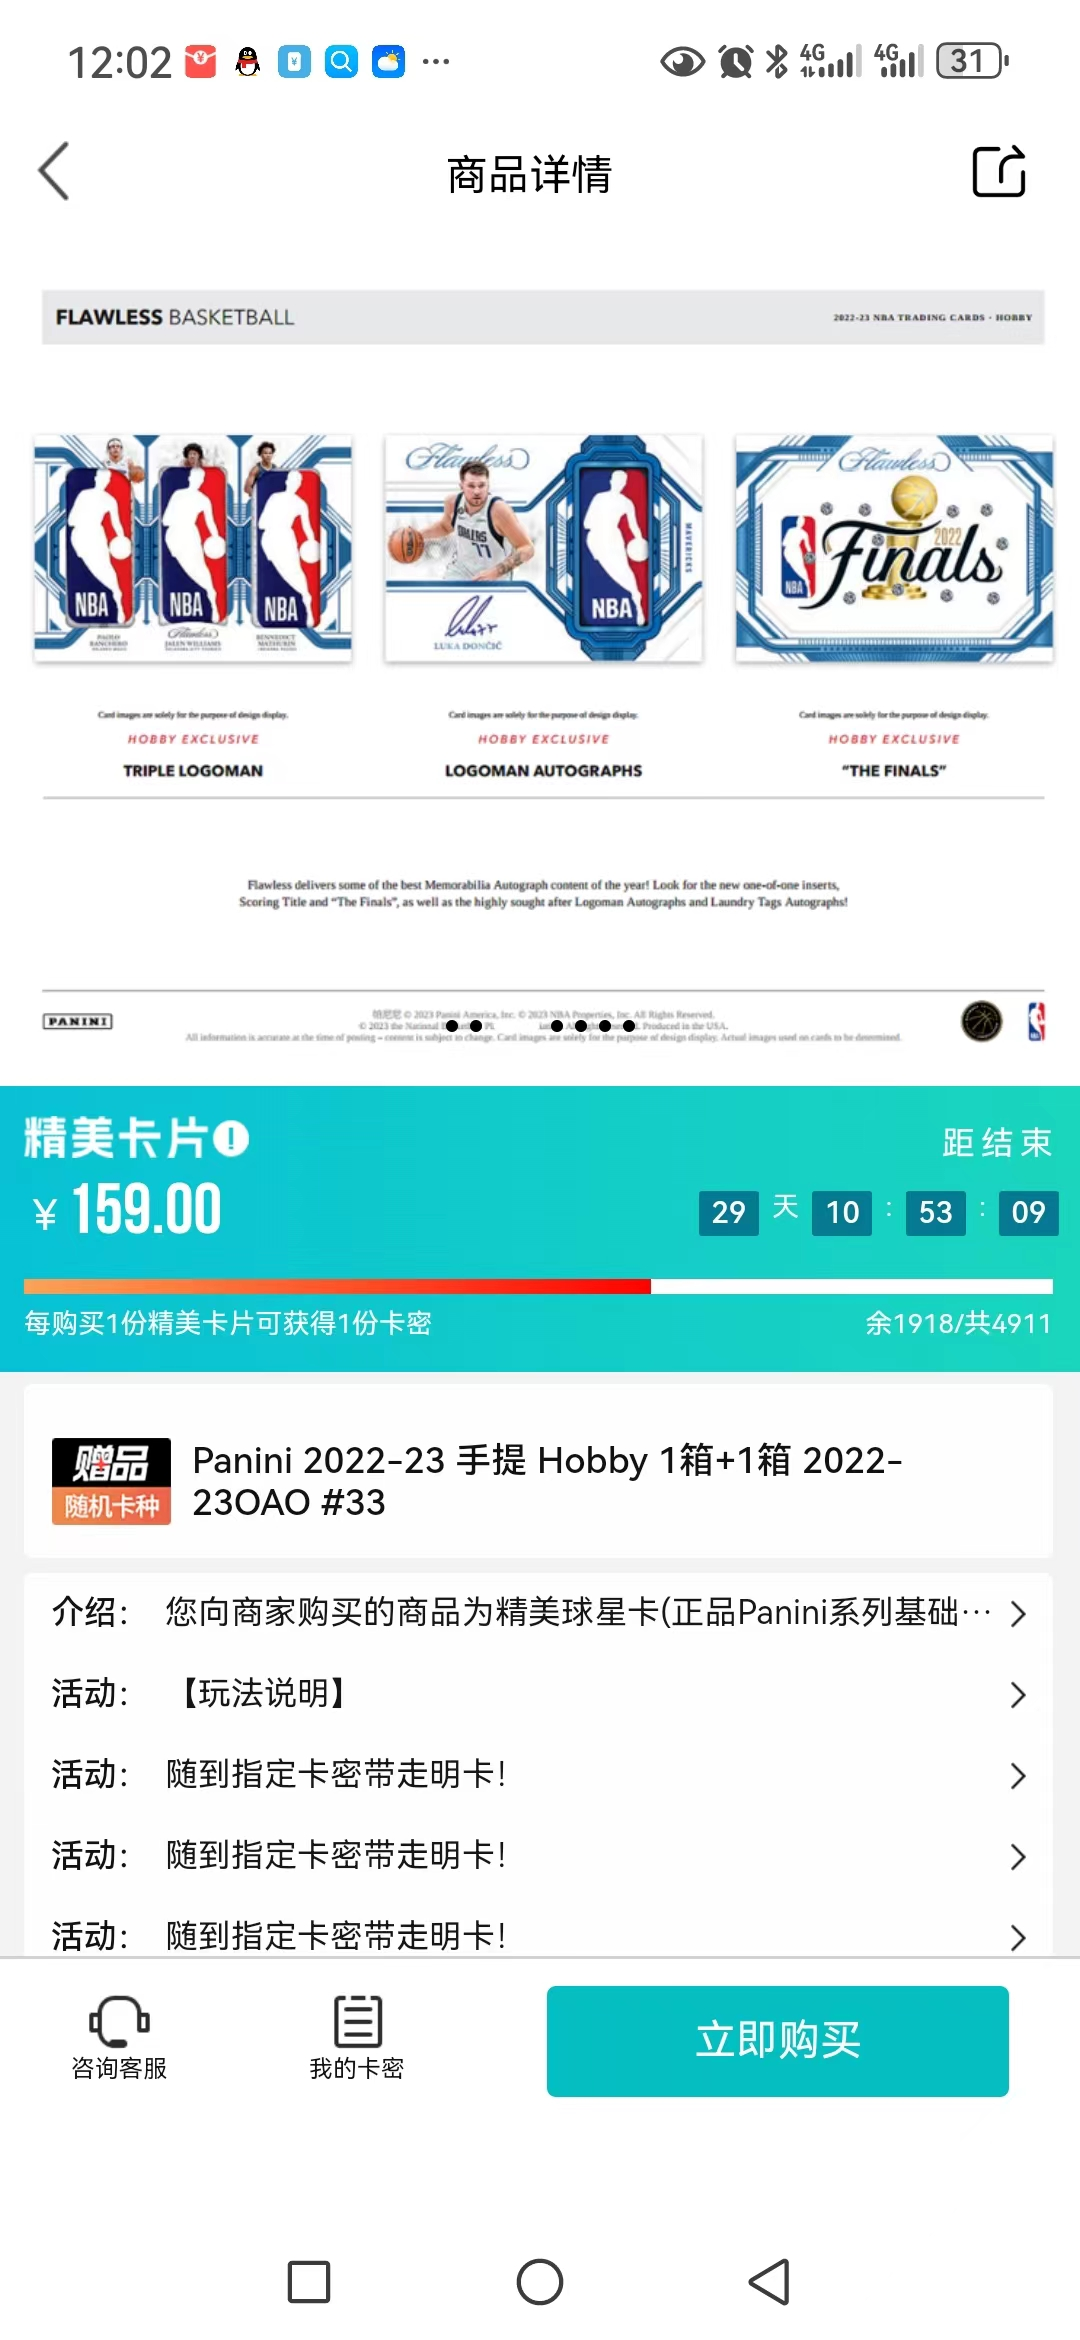 12:02
4G
4G
31
商品详情
FLAWLESS BASKETBALL
2022-23 NBA TRADING CARDS - HOBBY
NBA
NBA
NBA
PAOLO BANCHERO
Flawless
JALEN WILLIAMS
BENNEDICT MATHURIN
Flawless
DALLAS
77
MAVERICKS
NBA
LUKA DONČIĆ
Flawless
NBA
2022
Finals
Card images are solely for the purpose of design display.
Card images are solely for the purpose of design display.
Card images are solely for the purpose of design display.
HOBBY EXCLUSIVE
HOBBY EXCLUSIVE
HOBBY EXCLUSIVE
TRIPLE LOGOMAN
LOGOMAN AUTOGRAPHS
“THE FINALS”
Flawless delivers some of the best Memorabilia Autograph content of the year! Look for the new one-of-one inserts,
Scoring Title and “The Finals”, as well as the highly sought after Logoman Autographs and Laundry Tags Autographs!
PANINI
帕尼尼 © 2023 Panini America, Inc. © 2023 NBA Properties, Inc. All Rights Reserved.
© 2023 the National Produced in the USA.
All information is accurate at the time of posting – content is subject to change. Card images are solely for the purpose of design display. Actual images used on cards to be determined.
精美卡片
距结束
¥ 159.00
29 天 10 : 53 : 09
每购买1份精美卡片可获得1份卡密
余1918/共4911
赠品
随机卡种
Panini 2022-23 手提 Hobby 1箱+1箱 2022-
23OAO #33
介绍： 您向商家购买的商品为精美球星卡(正品Panini系列基础…
活动： 【玩法说明】
活动： 随到指定卡密带走明卡！
活动： 随到指定卡密带走明卡！
活动： 随到指定卡密带走明卡！
咨询客服
我的卡密
立即购买